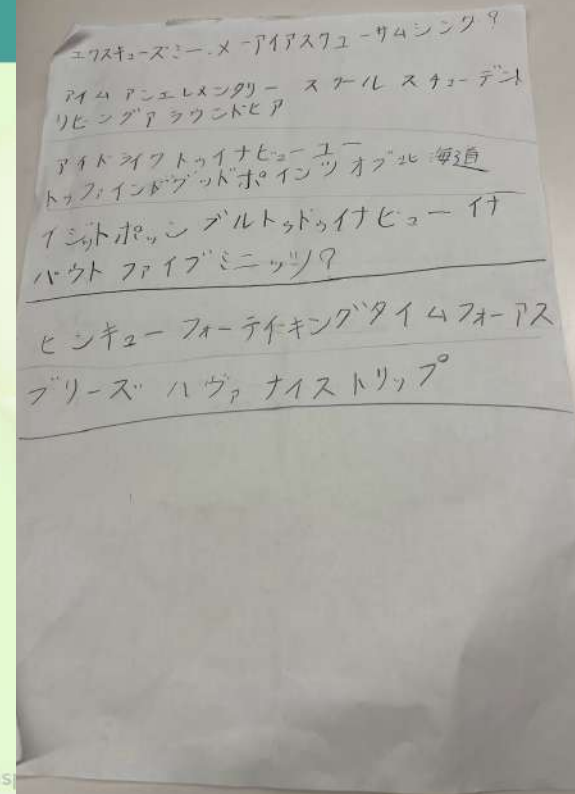 エクスキューズミー.メーアイアスクユーサムシング?
アイムアンエレメンタリー スクールスチューデント
リビングアラウンドヒア
アイドライクトゥイナビューユー
トゥファインドグッドポインツオブ北海道
イジットポッシブルトゥドゥイナビューイナ
バウトファイブミニッツ?
センキューフォーテイキングタイムフォーアス
プリーズ ハヴァナイストリップ